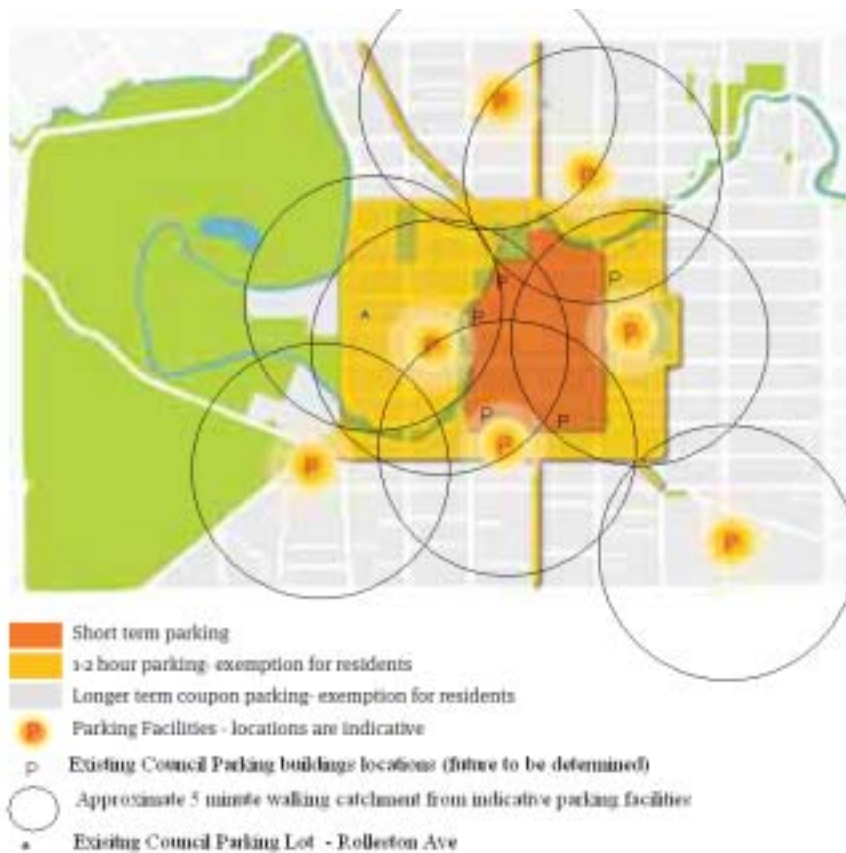 P
P
P
P
P
P
P
P
P
P
P
P
Short term parking
1-2 hour parking- exemption for residents
Longer term coupon parking- exemption for residents
P Parking Facilities - locations are indicative
P Existing Council Parking buildings locations (future to be determined)
Approximate 5 minute walking catchment from indicative parking facilities
Exisitng Council Parking Lot - Rolleston Ave